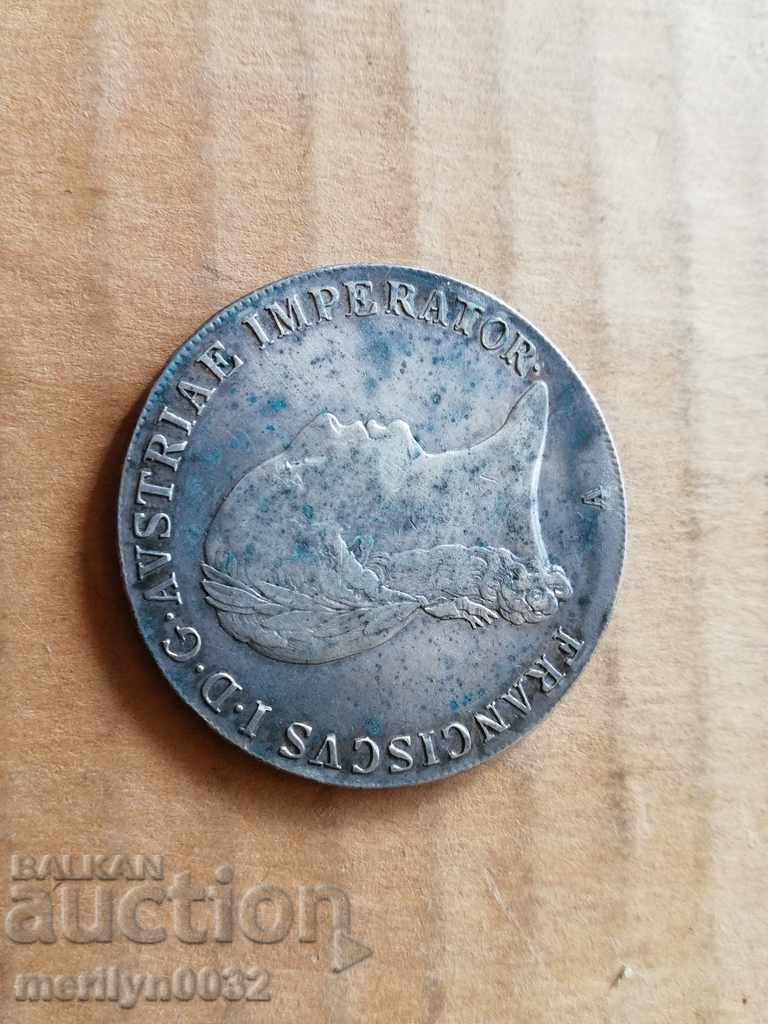 FRANCISCVS I·D·G·AVSTRIAE IMPERATOR·
A
BALKAN
auction
merilyn0032